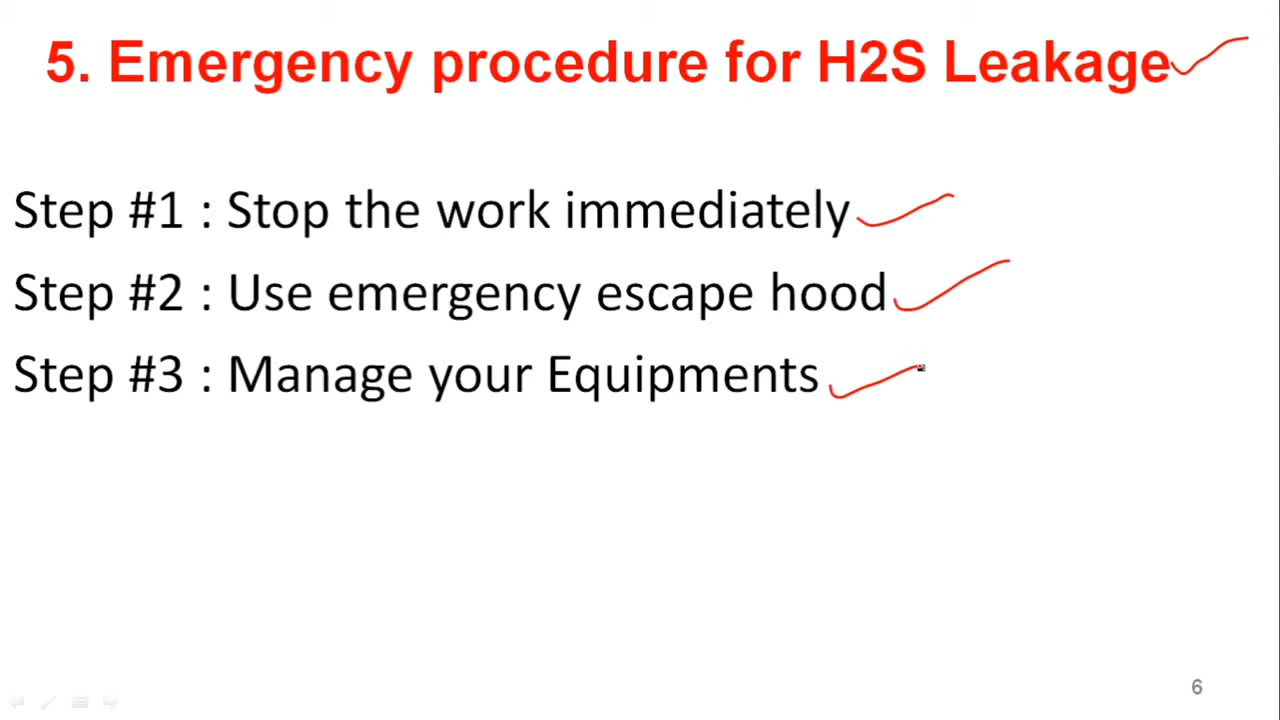 5. Emergency procedure for H2S Leakage
Step #1 : Stop the work immediately
Step #2 : Use emergency escape hood
Step #3 : Manage your Equipments
6